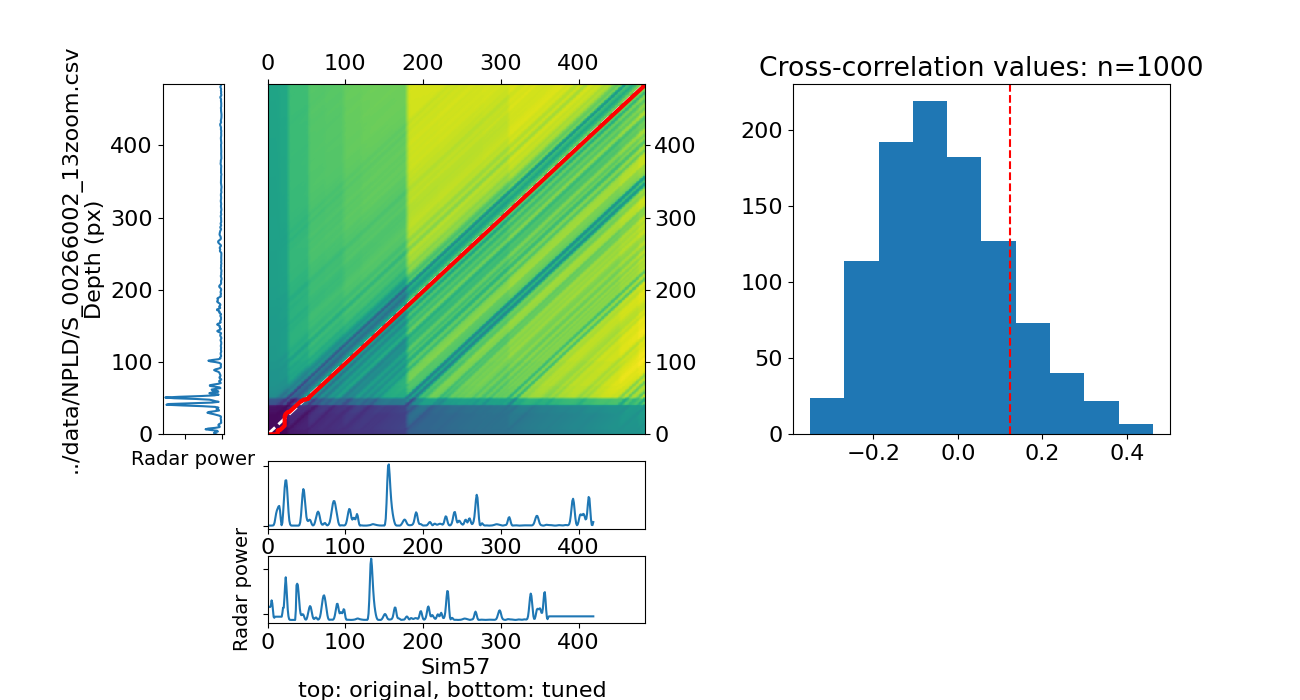 0 100 200 300 400
Cross-correlation values: n=1000
../data/NPLD/S_00266002_13zoom.csv
Depth (px)
400
300
200
100
0
400
300
200
100
0
200
150
100
50
0
−0.2 0.0 0.2 0.4
Radar power
0 100 200 300 400
Radar power
0 100 200 300 400
Sim57
top: original, bottom: tuned